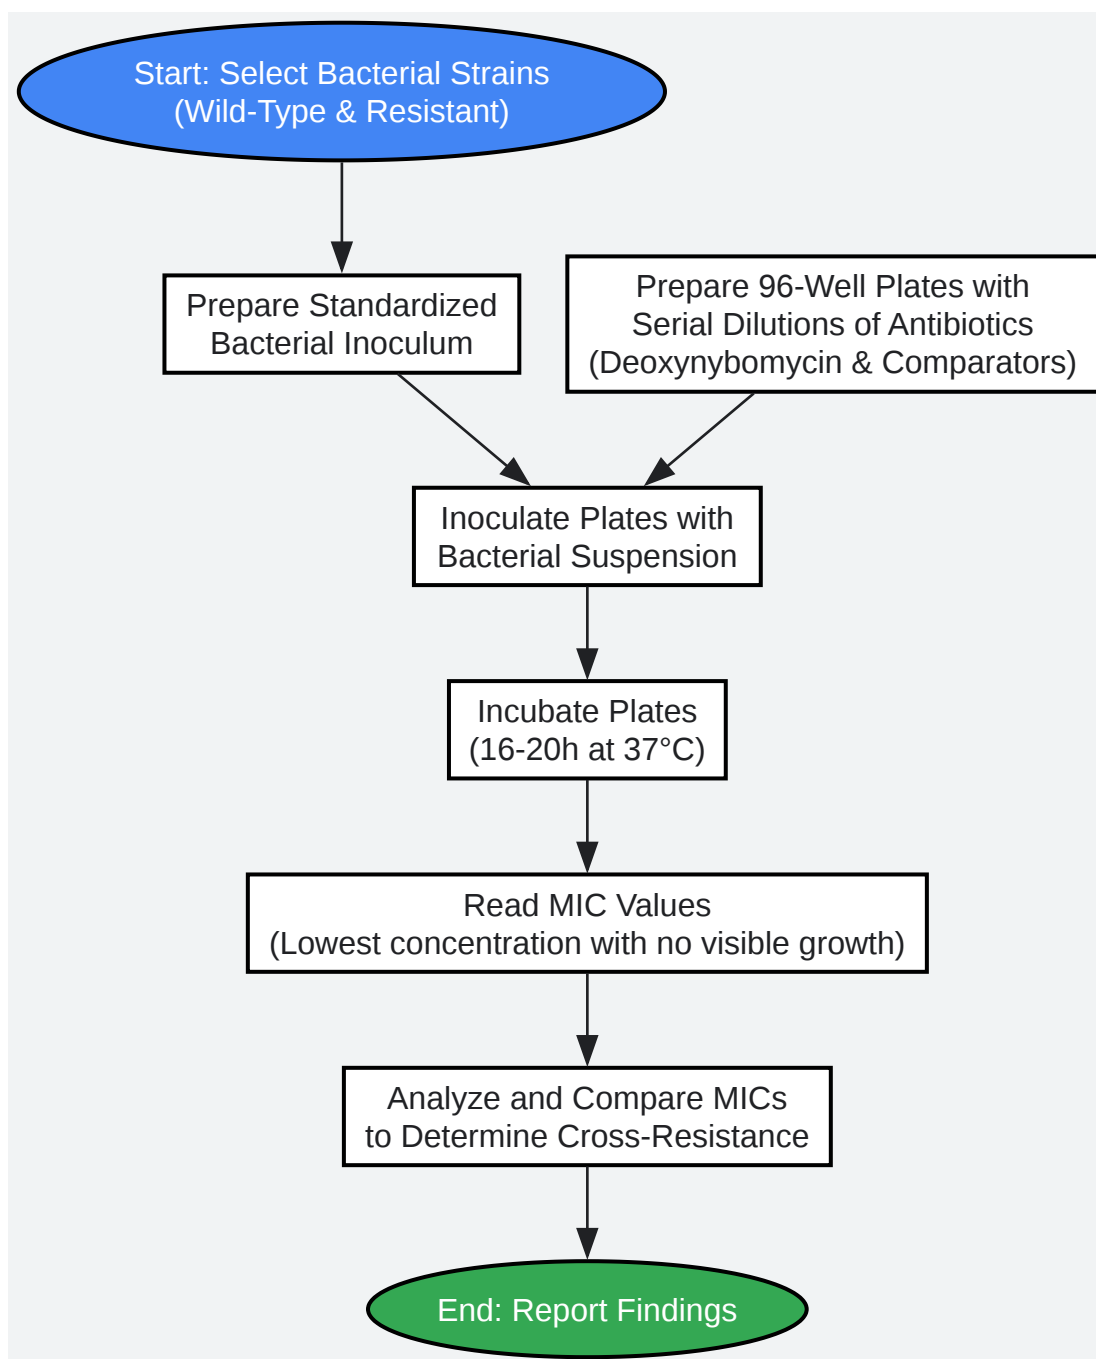 Start: Select Bacterial Strains
(Wild-Type & Resistant)
Prepare Standardized
Bacterial Inoculum
Prepare 96-Well Plates with
Serial Dilutions of Antibiotics
(Deoxynybomycin & Comparators)
Inoculate Plates with
Bacterial Suspension
Incubate Plates
(16-20h at 37°C)
Read MIC Values
(Lowest concentration with no visible growth)
Analyze and Compare MICs
to Determine Cross-Resistance
End: Report Findings